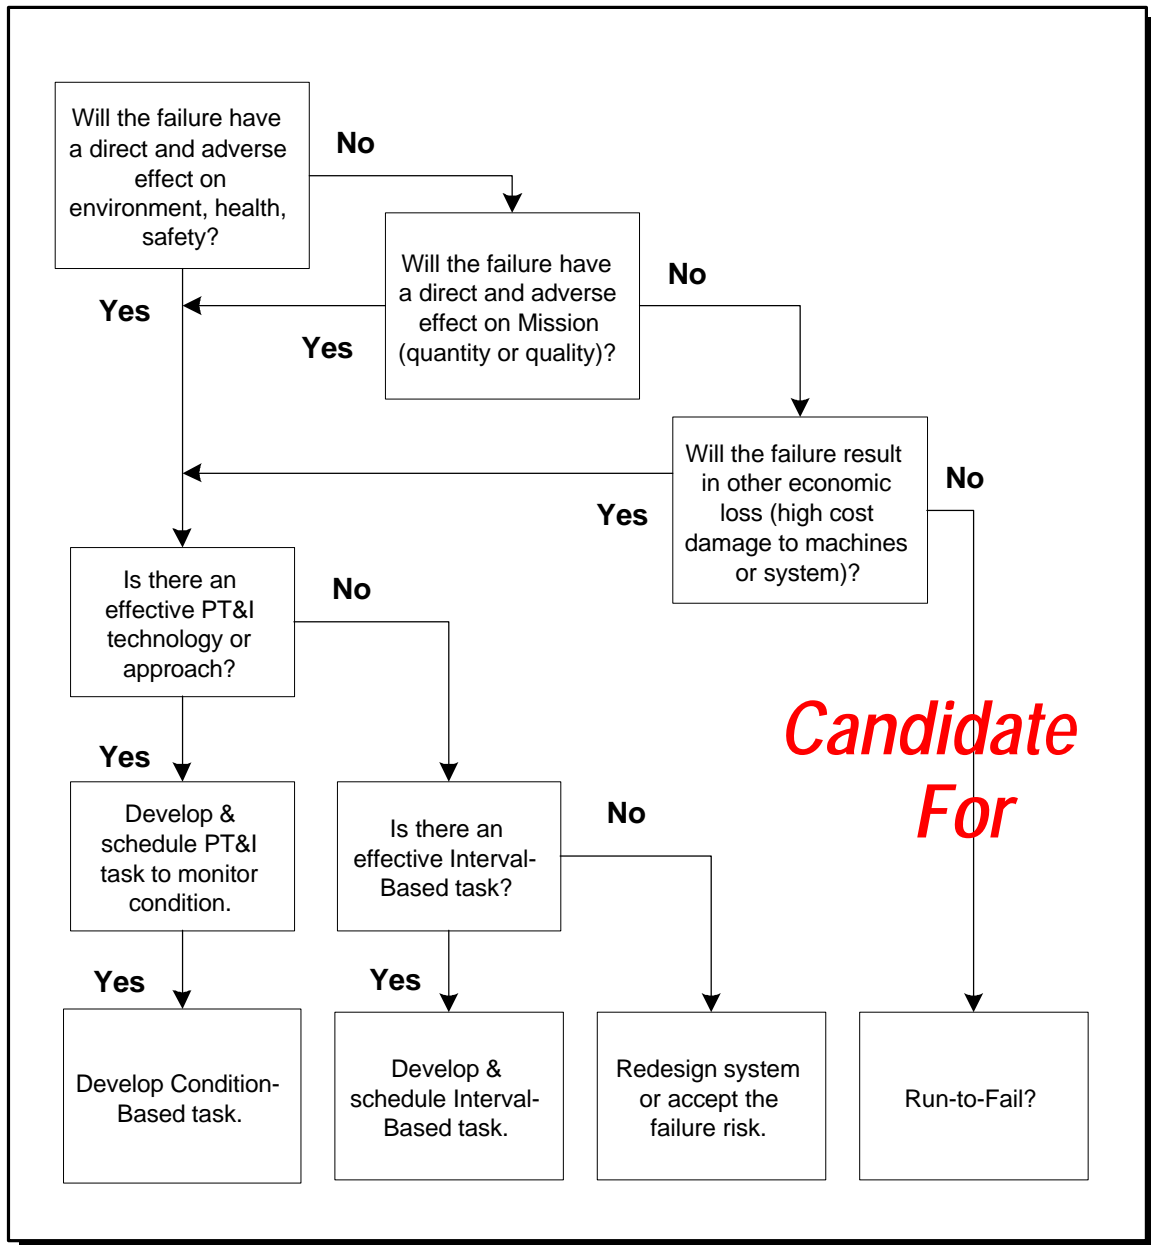 Will the failure have
a direct and adverse
effect on
environment, health,
safety?
No
Will the failure have
a direct and adverse
effect on Mission
(quantity or quality)?
No
Yes
Yes
Will the failure result
in other economic
loss (high cost
damage to machines
or system)?
No
Yes
Is there an
effective PT&I
technology or
approach?
No
Candidate
For
Yes
Develop &
schedule PT&I
task to monitor
condition.
Is there an
effective Interval-
Based task?
No
Yes
Yes
Develop Condition-
Based task.
Develop &
schedule Interval-
Based task.
Redesign system
or accept the
failure risk.
Run-to-Fail?